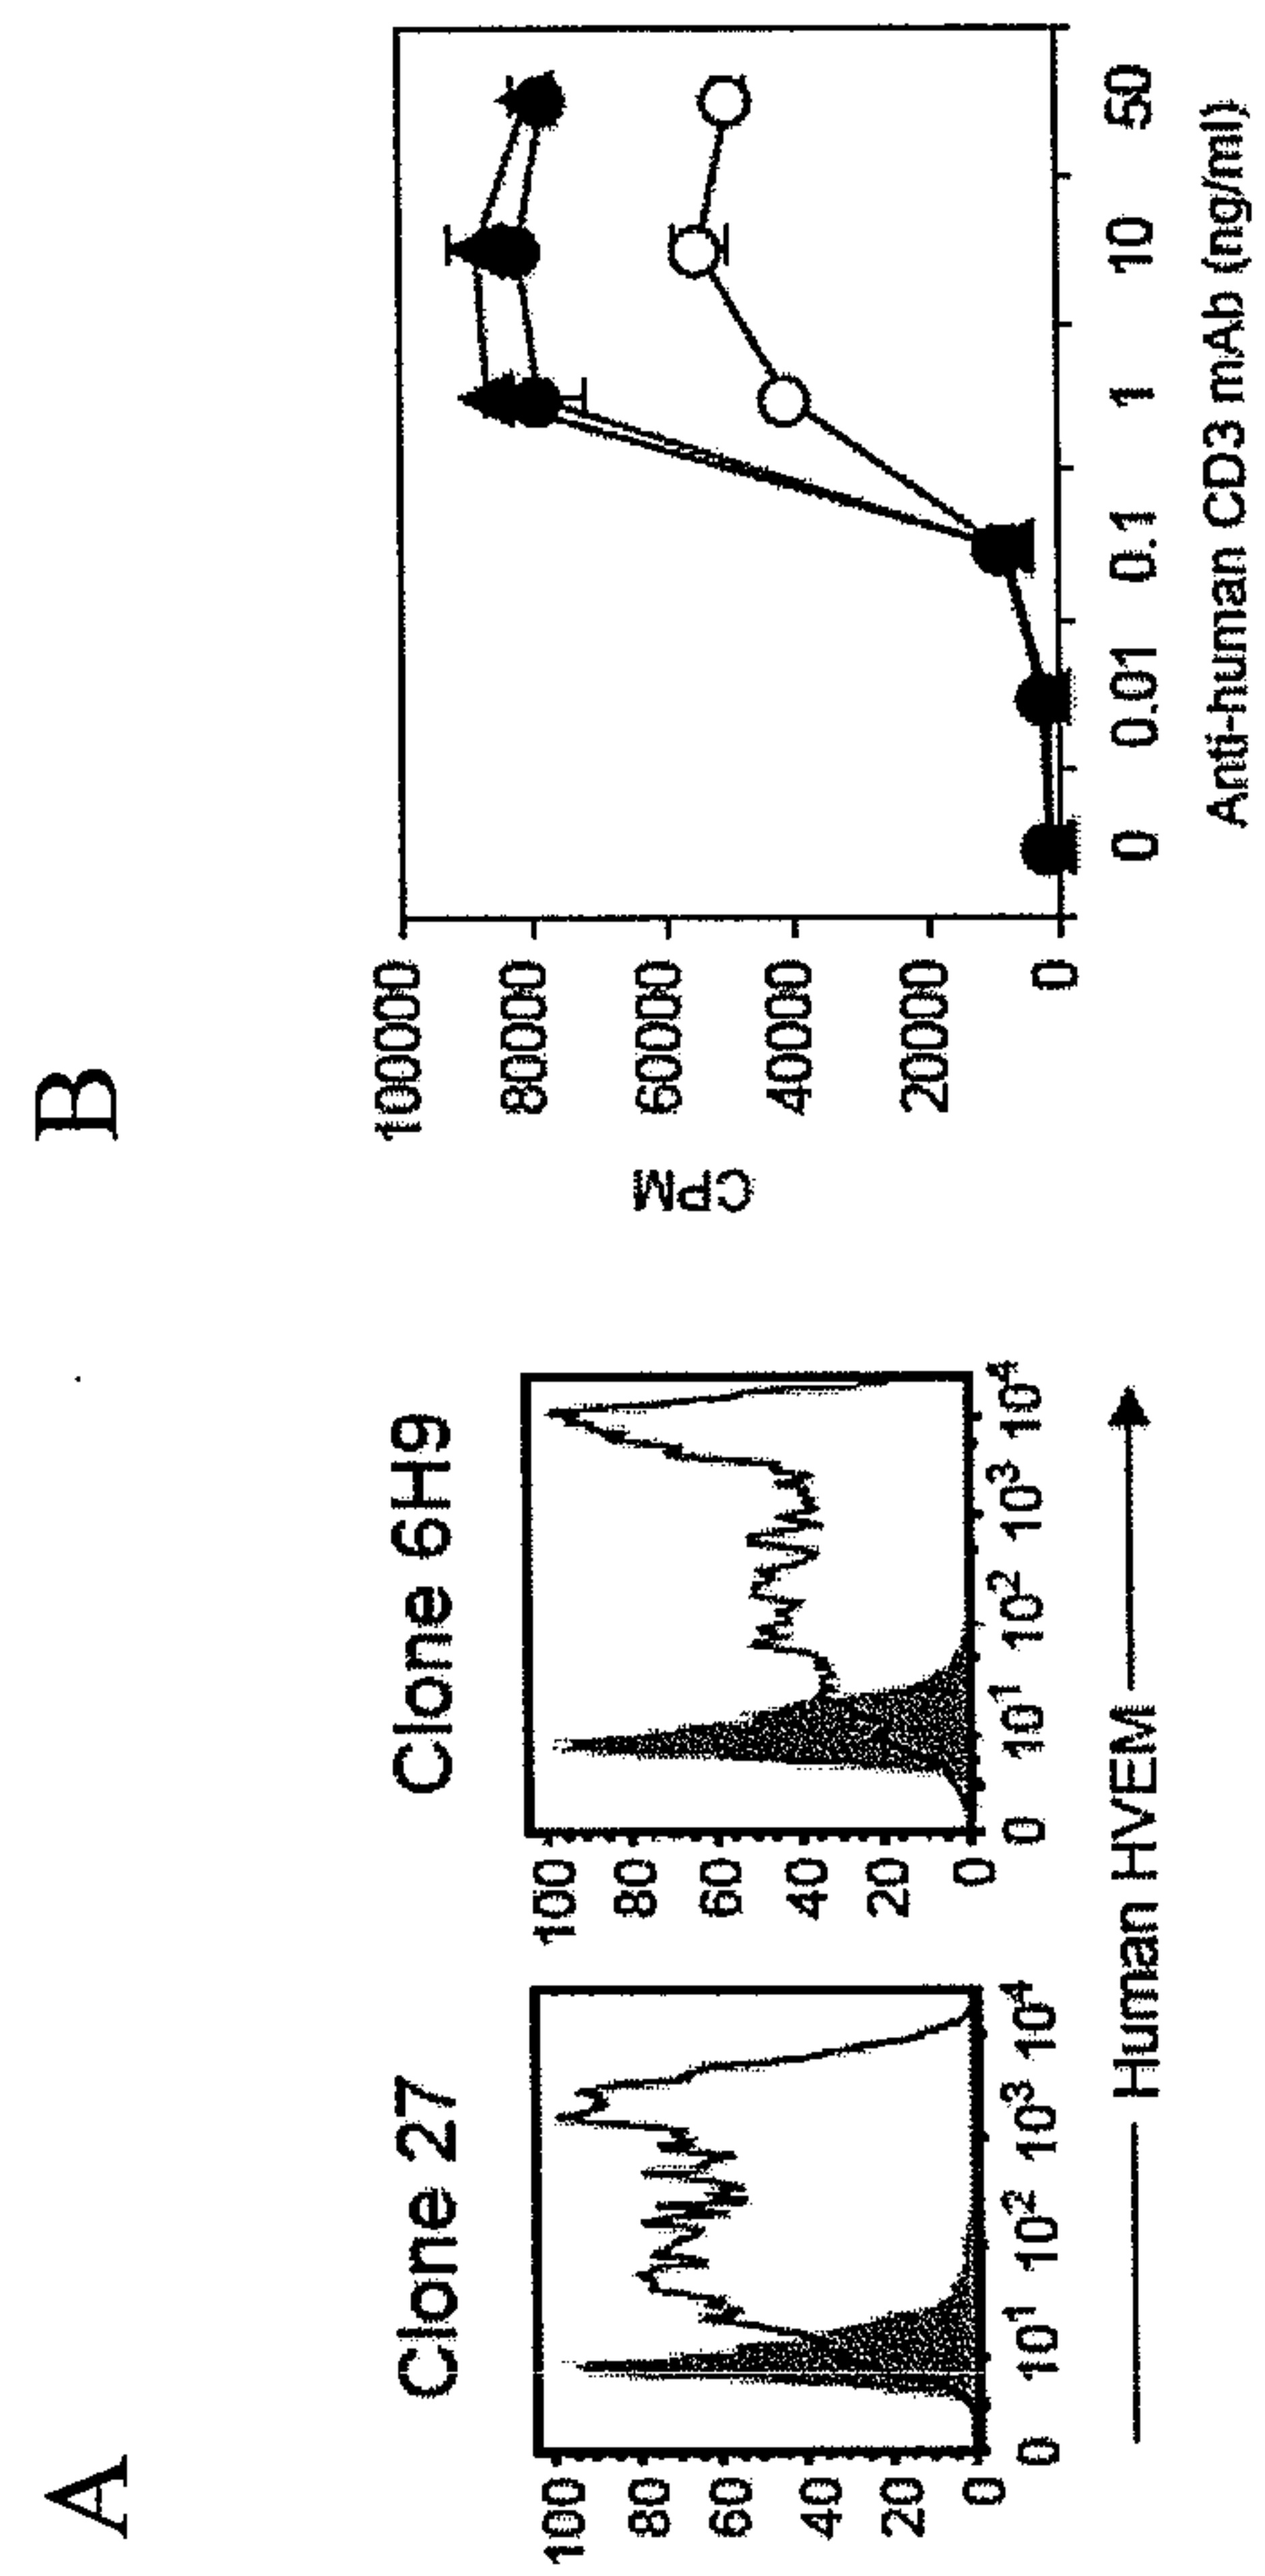 A
Clone 27
100
80
60
40
20
0
0 10¹ 10² 10³ 10⁴
Clone 6H9
100
80
60
40
20
0
0 10¹ 10² 10³ 10⁴
Human HVEM
B
CPM
100000
80000
60000
40000
20000
0
0 0.01 0.1 1 10 50
Anti-human CD3 mAb (ng/ml)